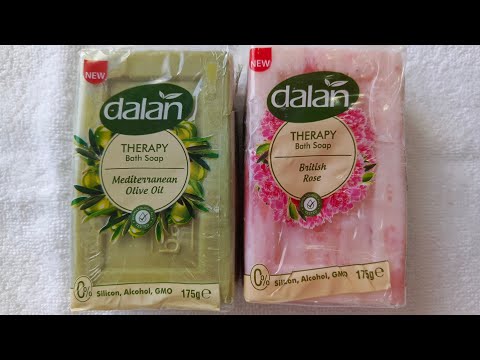 NEW
dalan
THERAPY
Bath Soap
Mediterranean
Olive Oil
0%
Silicon, Alcohol, GMO
175g e
NEW
dalan
THERAPY
Bath Soap
British
Rose
0%
Silicon, Alcohol, GMO
175g e